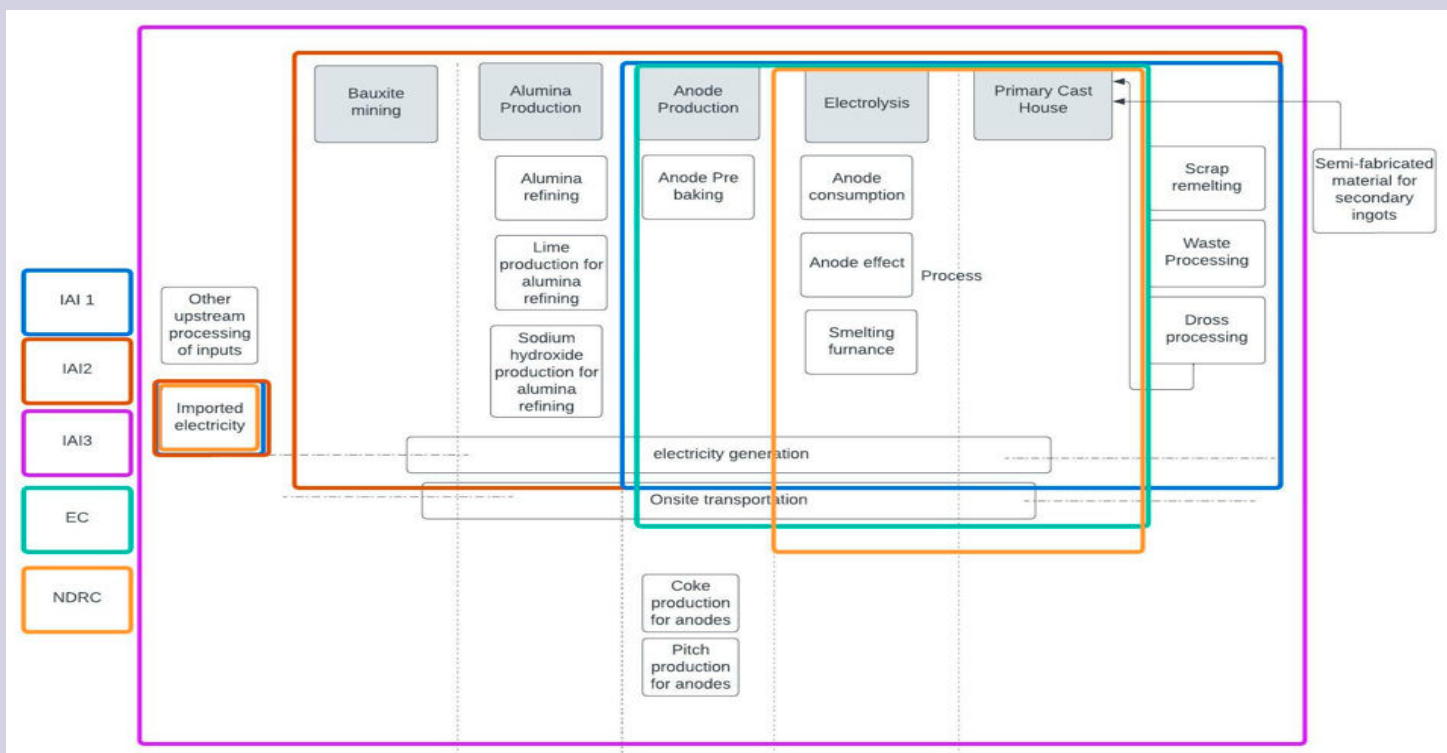 Bauxite
mining
Alumina
Production
Anode
Production
Electrolysis
Primary Cast
House
Alumina
refining
Lime
production for
alumina
refining
Sodium
hydroxide
production for
alumina
refining
Anode Pre
baking
Anode
consumption
Anode effect
Process
Smelting
furnance
Scrap
remelting
Waste
Processing
Dross
processing
Semi-fabricated
material for
secondary
ingots
IAI 1
IAI2
IAI3
EC
NDRC
Other
upstream
processing
of inputs
Imported
electricity
electricity generation
Onsite transportation
Coke
production
for anodes
Pitch
production
for anodes